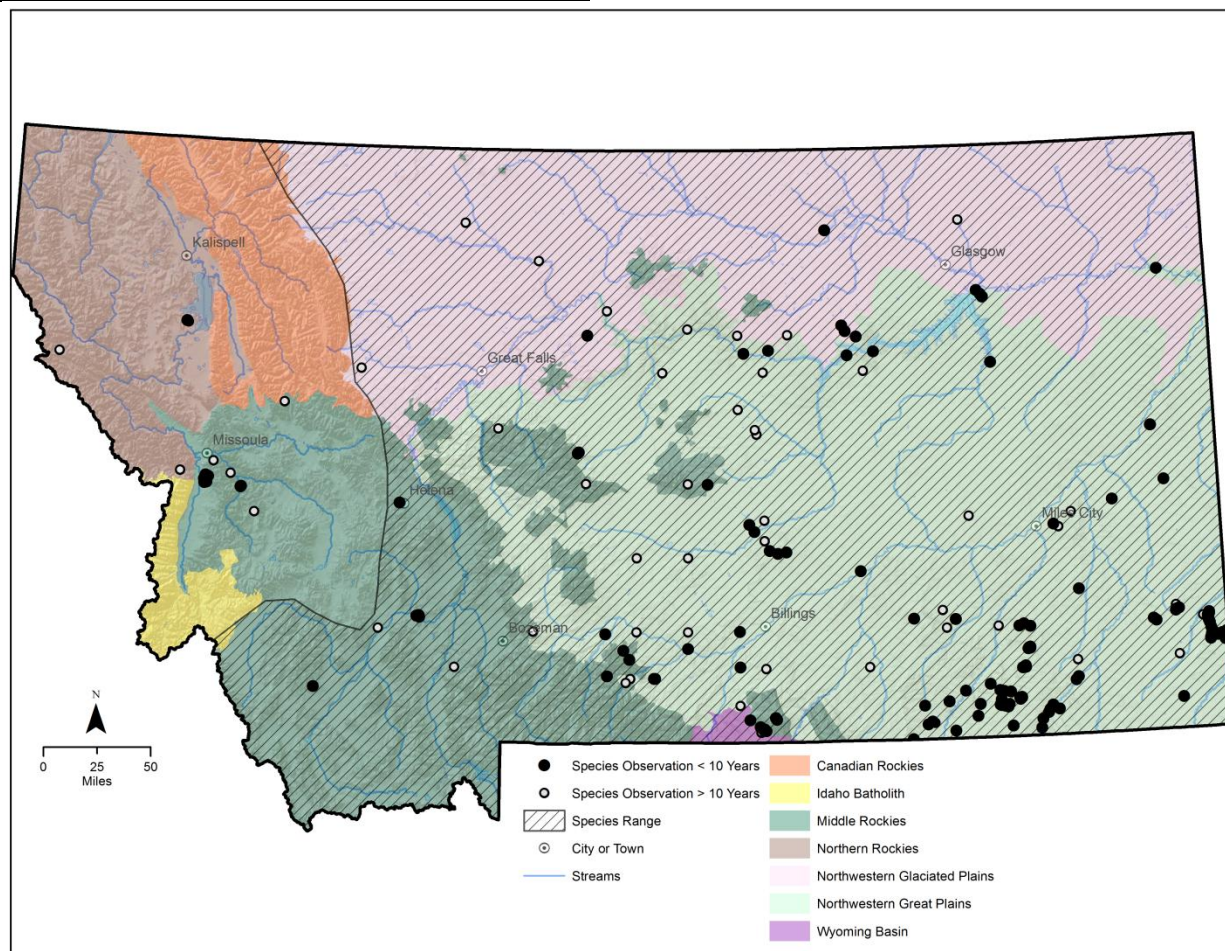 Kalispell
Glasgow
Great Falls
Missoula
Helena
Miles City
Billings
Bozeman
N
0 25 50
Miles
Species Observation < 10 Years
Species Observation > 10 Years
Species Range
City or Town
Streams
Canadian Rockies
Idaho Batholith
Middle Rockies
Northern Rockies
Northwestern Glaciated Plains
Northwestern Great Plains
Wyoming Basin